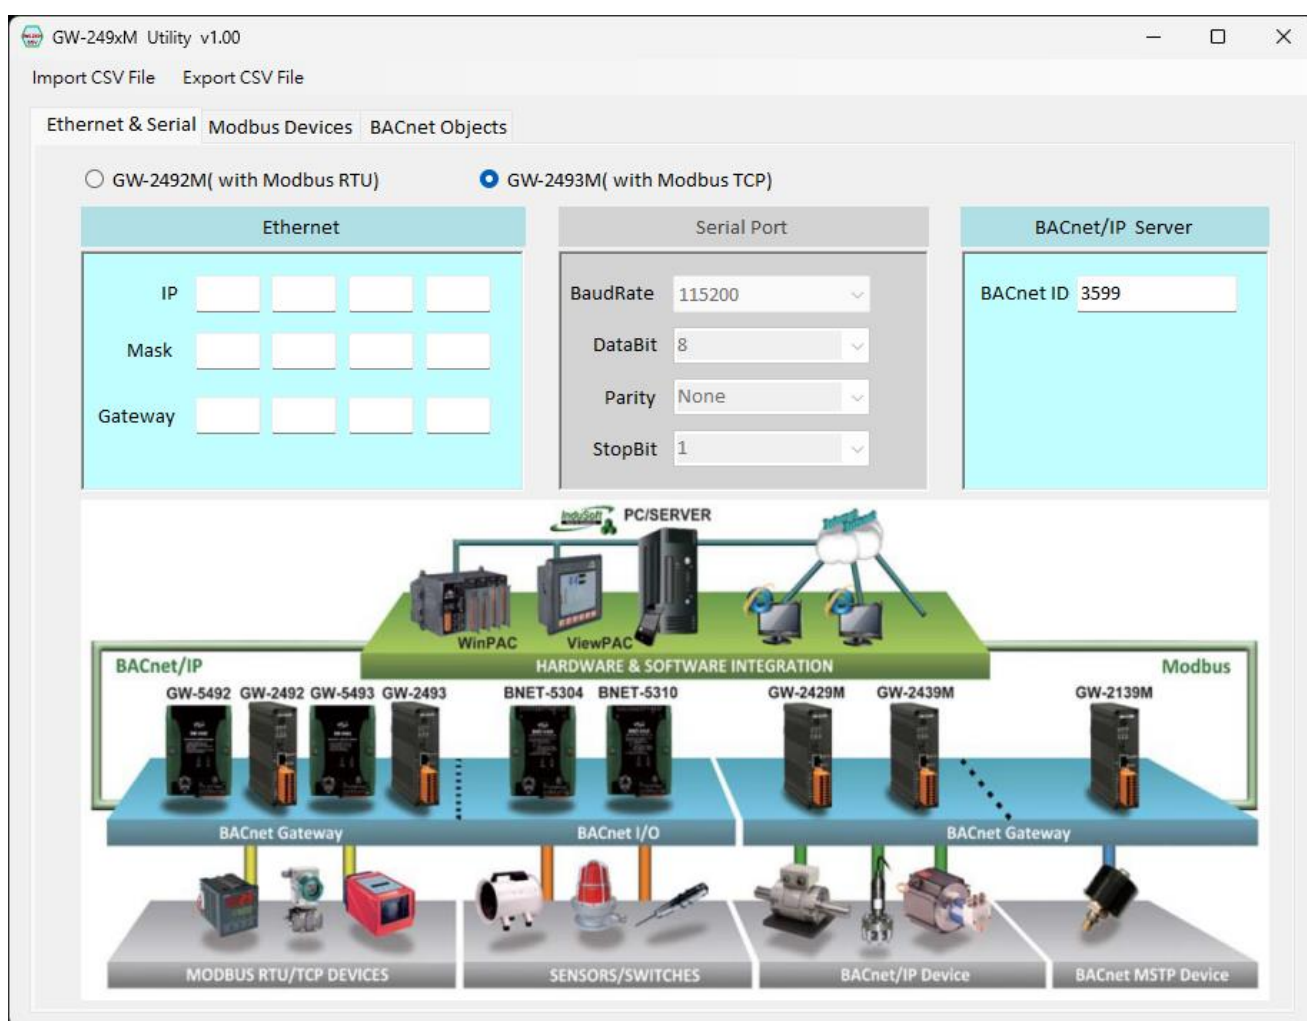 GW-249xM Utility v1.00
Import CSV File Export CSV File
Ethernet & Serial Modbus Devices BACnet Objects
GW-2492M( with Modbus RTU) GW-2493M( with Modbus TCP)
Ethernet Serial Port BACnet/IP Server
IP BaudRate 115200 BACnet ID 3599
Mask DataBit 8
Parity None
Gateway
StopBit 1
InduSoft PC/SERVER
WinPAC ViewPAC
HARDWARE & SOFTWARE INTEGRATION
BACnet/IP Modbus
GW-5492 GW-2492 GW-5493 GW-2493 BNET-5304 BNET-5310 GW-2429M GW-2439M GW-2139M
BACnet Gateway BACnet I/O BACnet Gateway
MODBUS RTU/TCP DEVICES SENSORS/SWITCHES BACnet/IP Device BACnet MSTP Device